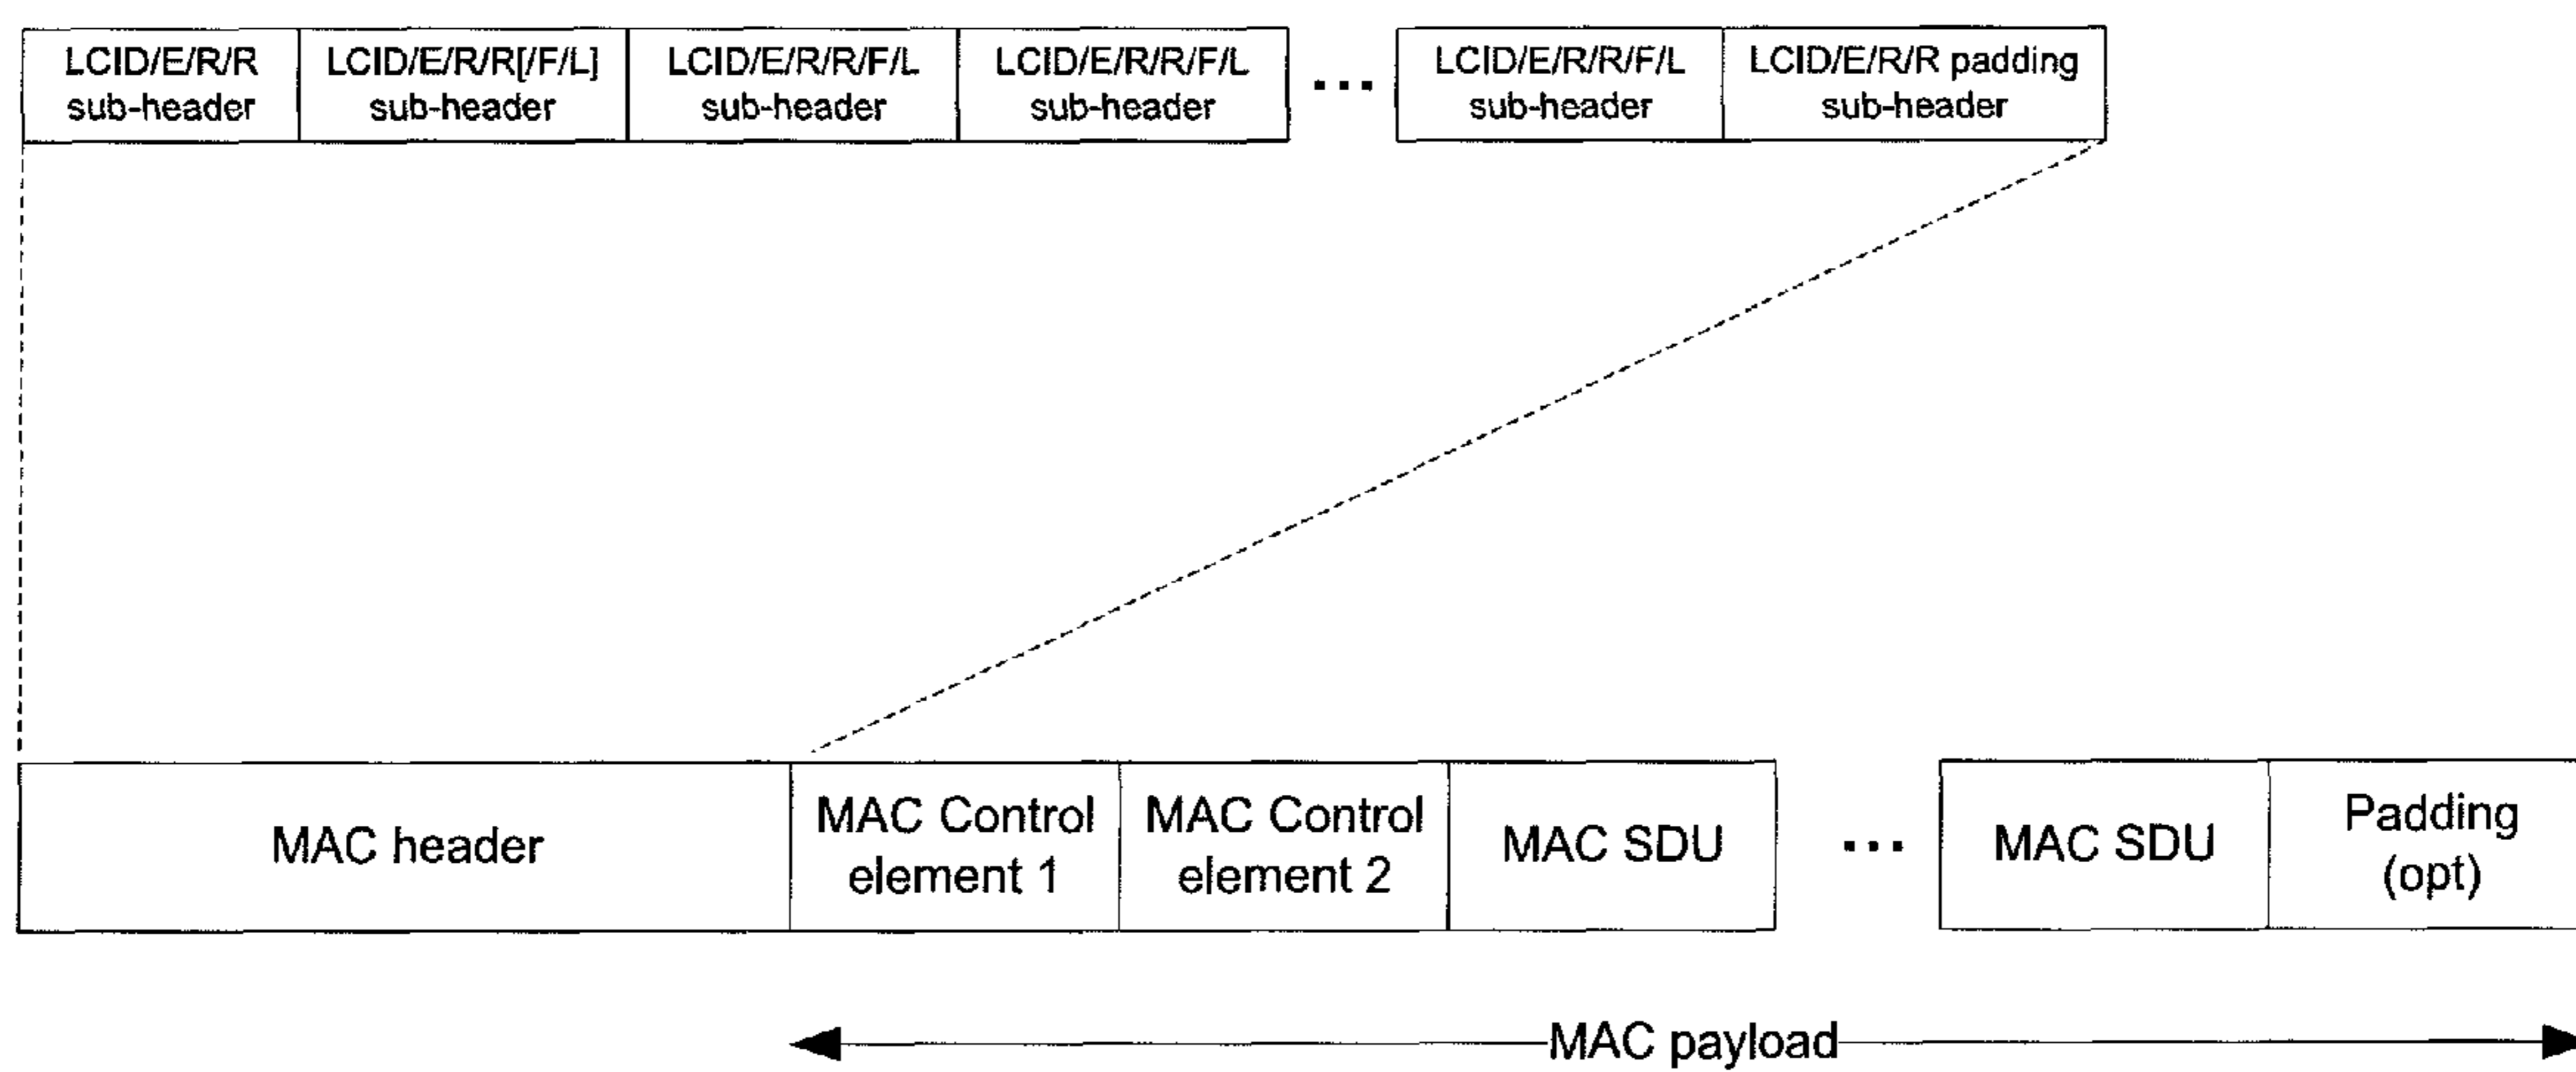 LCID/E/R/R
sub-header
LCID/E/R/R[/F/L]
sub-header
LCID/E/R/R/F/L
sub-header
LCID/E/R/R/F/L
sub-header
...
LCID/E/R/R/F/L
sub-header
LCID/E/R/R padding
sub-header
MAC header
MAC Control
element 1
MAC Control
element 2
MAC SDU
...
MAC SDU
Padding
(opt)
MAC payload